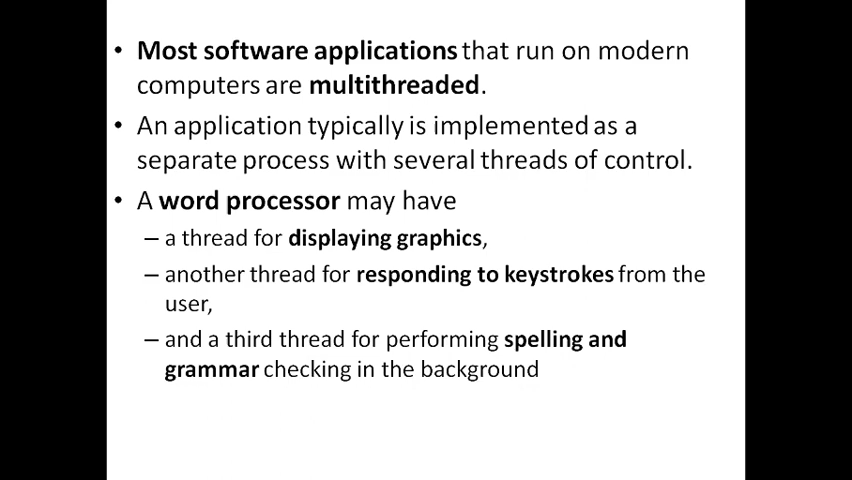 • Most software applications that run on modern
computers are multithreaded.
• An application typically is implemented as a
separate process with several threads of control.
• A word processor may have
– a thread for displaying graphics,
– another thread for responding to keystrokes from the
user,
– and a third thread for performing spelling and
grammar checking in the background